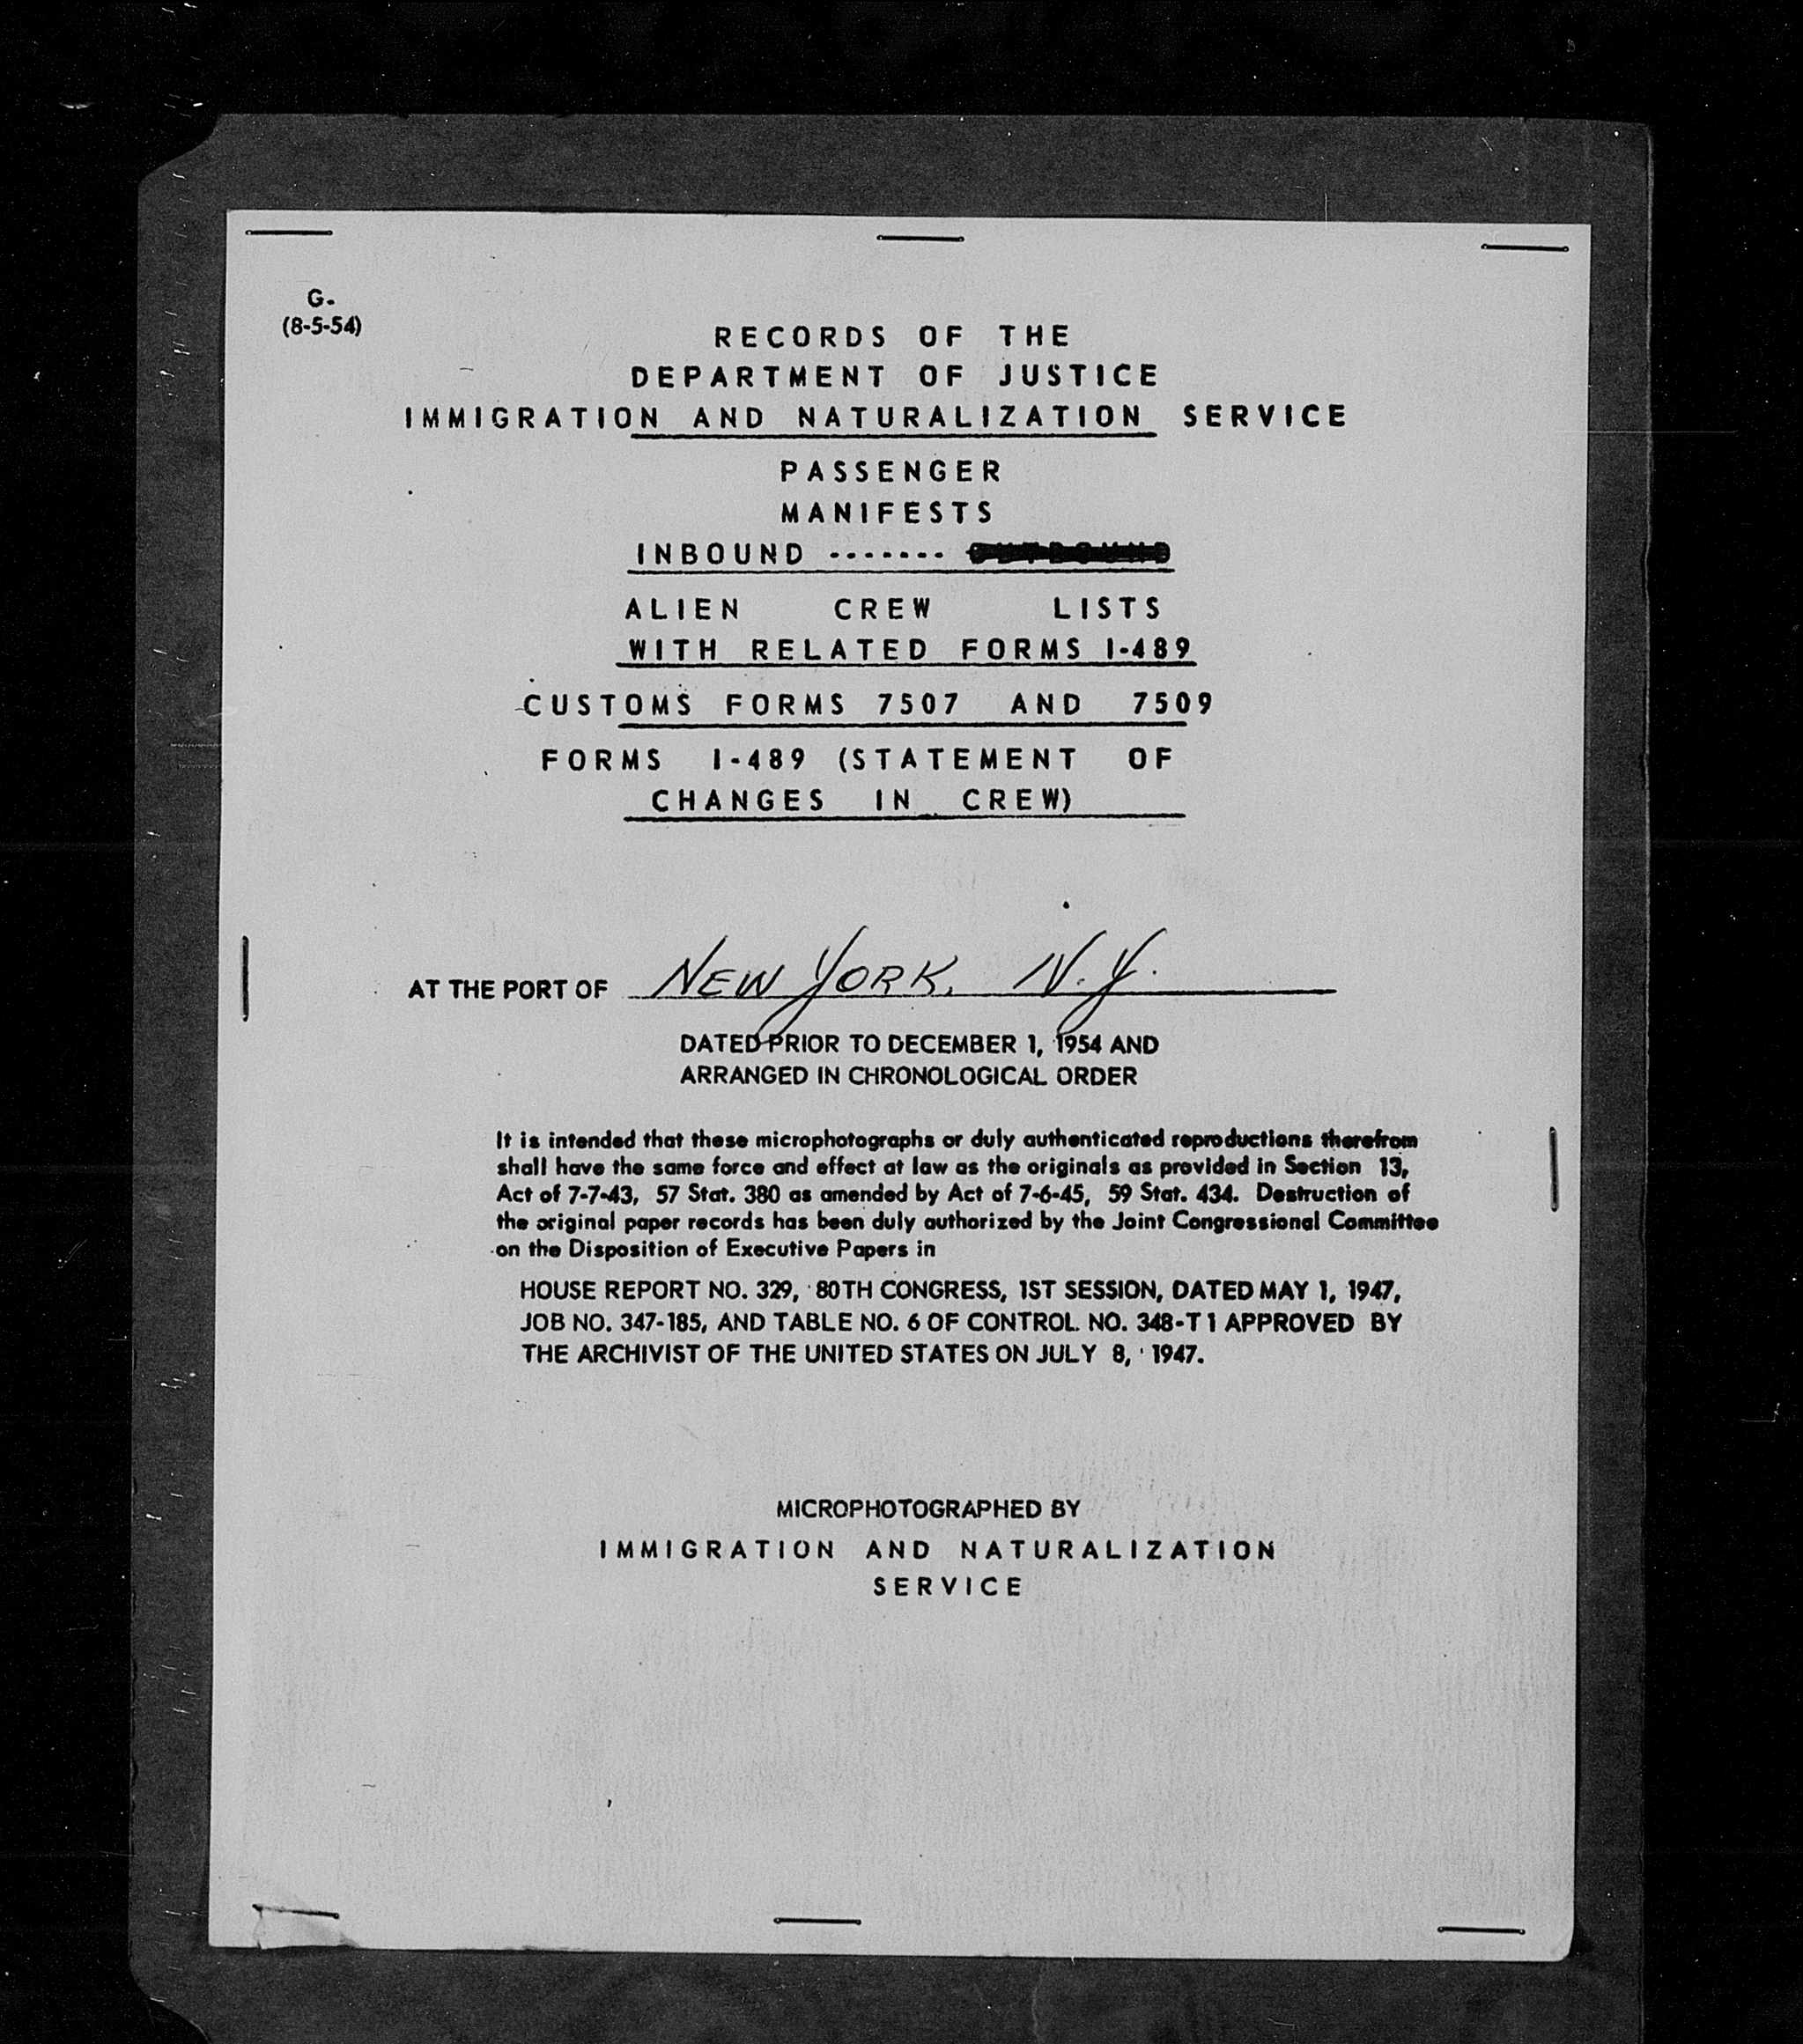 G.
(8-5-54)
RECORDS OF THE
DEPARTMENT OF JUSTICE
IMMIGRATION AND NATURALIZATION SERVICE
PASSENGER
MANIFESTS
INBOUND ------- OUTBOUND
ALIEN CREW LISTS
WITH RELATED FORMS I-489
CUSTOMS FORMS 7507 AND 7509
FORMS I-489 (STATEMENT OF
CHANGES IN CREW)
AT THE PORT OF NEW YORK, N.Y.
DATED PRIOR TO DECEMBER 1, 1954 AND
ARRANGED IN CHRONOLOGICAL ORDER
It is intended that these microphotographs or duly authenticated reproductions therefrom
shall have the same force and effect at law as the originals as provided in Section 13,
Act of 7-7-43, 57 Stat. 380 as amended by Act of 7-6-45, 59 Stat. 434. Destruction of
the original paper records has been duly authorized by the Joint Congressional Committee
on the Disposition of Executive Papers in
HOUSE REPORT NO. 329, 80TH CONGRESS, 1ST SESSION, DATED MAY 1, 1947,
JOB NO. 347-185, AND TABLE NO. 6 OF CONTROL NO. 348-T1 APPROVED BY
THE ARCHIVIST OF THE UNITED STATES ON JULY 8, 1947.
MICROPHOTOGRAPHED BY
IMMIGRATION AND NATURALIZATION
SERVICE